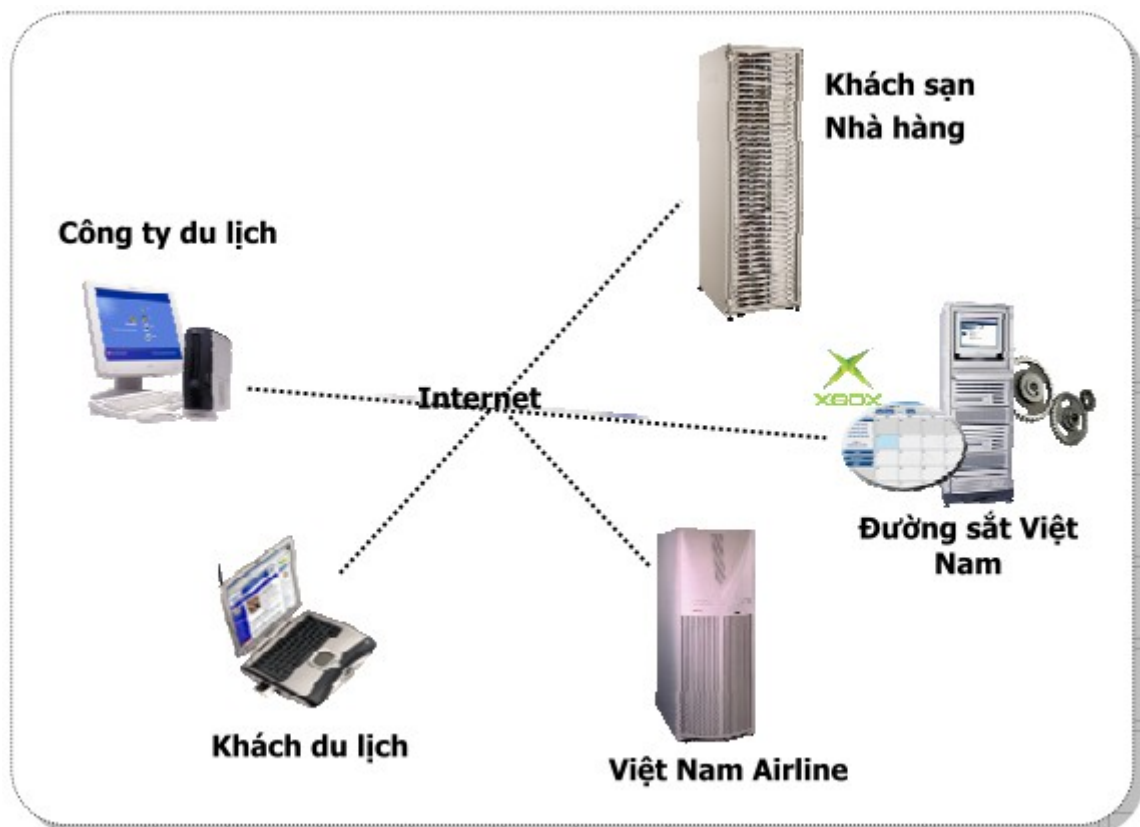 Khách sạn
Nhà hàng
Công ty du lịch
Internet
XBOX
Đường sắt Việt
Nam
Khách du lịch
Việt Nam Airline